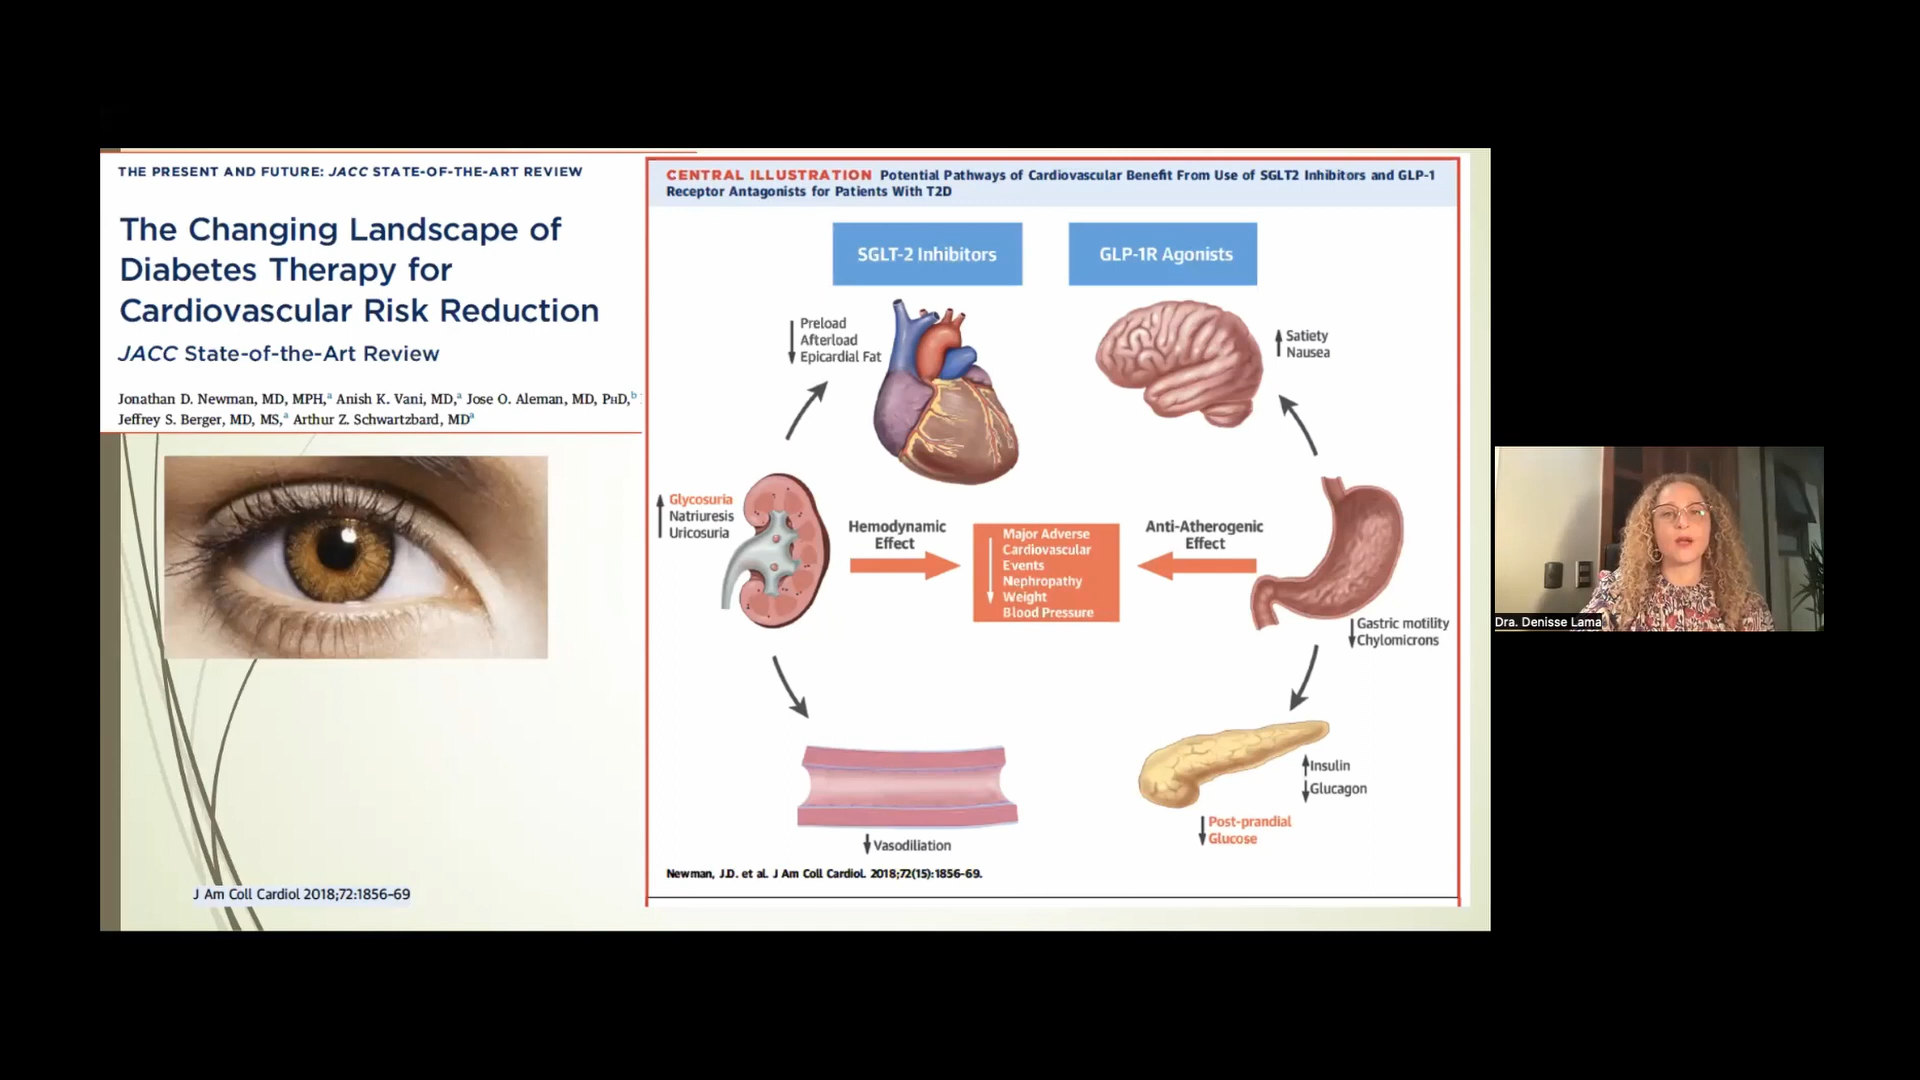 THE PRESENT AND FUTURE: JACC STATE-OF-THE-ART REVIEW
The Changing Landscape of
Diabetes Therapy for
Cardiovascular Risk Reduction
JACC State-of-the-Art Review
Jonathan D. Newman, MD, MPH,a Anish K. Vani, MD,a Jose O. Aleman, MD, PHD,b
Jeffrey S. Berger, MD, MS,a Arthur Z. Schwartzbard, MDa
J Am Coll Cardiol 2018;72:1856-69
CENTRAL ILLUSTRATION Potential Pathways of Cardiovascular Benefit From Use of SGLT2 Inhibitors and GLP-1
Receptor Antagonists for Patients With T2D
SGLT-2 Inhibitors
GLP-1R Agonists
Preload
Afterload
Epicardial Fat
Satiety
Nausea
Glycosuria
Natriuresis
Uricosuria
Hemodynamic
Effect
Major Adverse
Cardiovascular
Events
Nephropathy
Weight
Blood Pressure
Anti-Atherogenic
Effect
Gastric motility
Chylomicrons
Vasodiliation
Insulin
Glucagon
Post-prandial
Glucose
Newman, J.D. et al. J Am Coll Cardiol. 2018;72(15):1856-69.
Dra. Denisse Lama